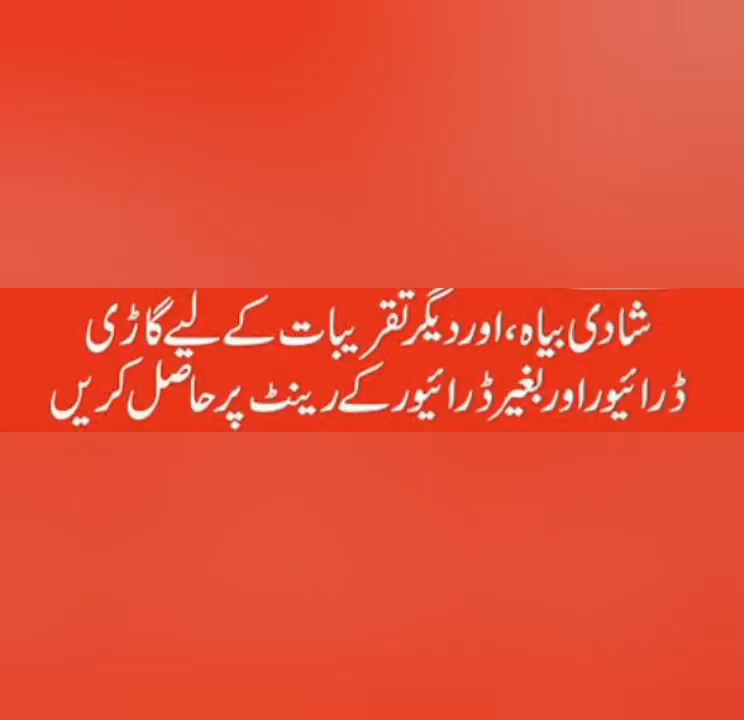 شادی بیاہ، اور دیگر تقریبات کے لیے گاڑی
ڈرائیور اور بغیر ڈرائیور کے رینٹ پر حاصل کریں